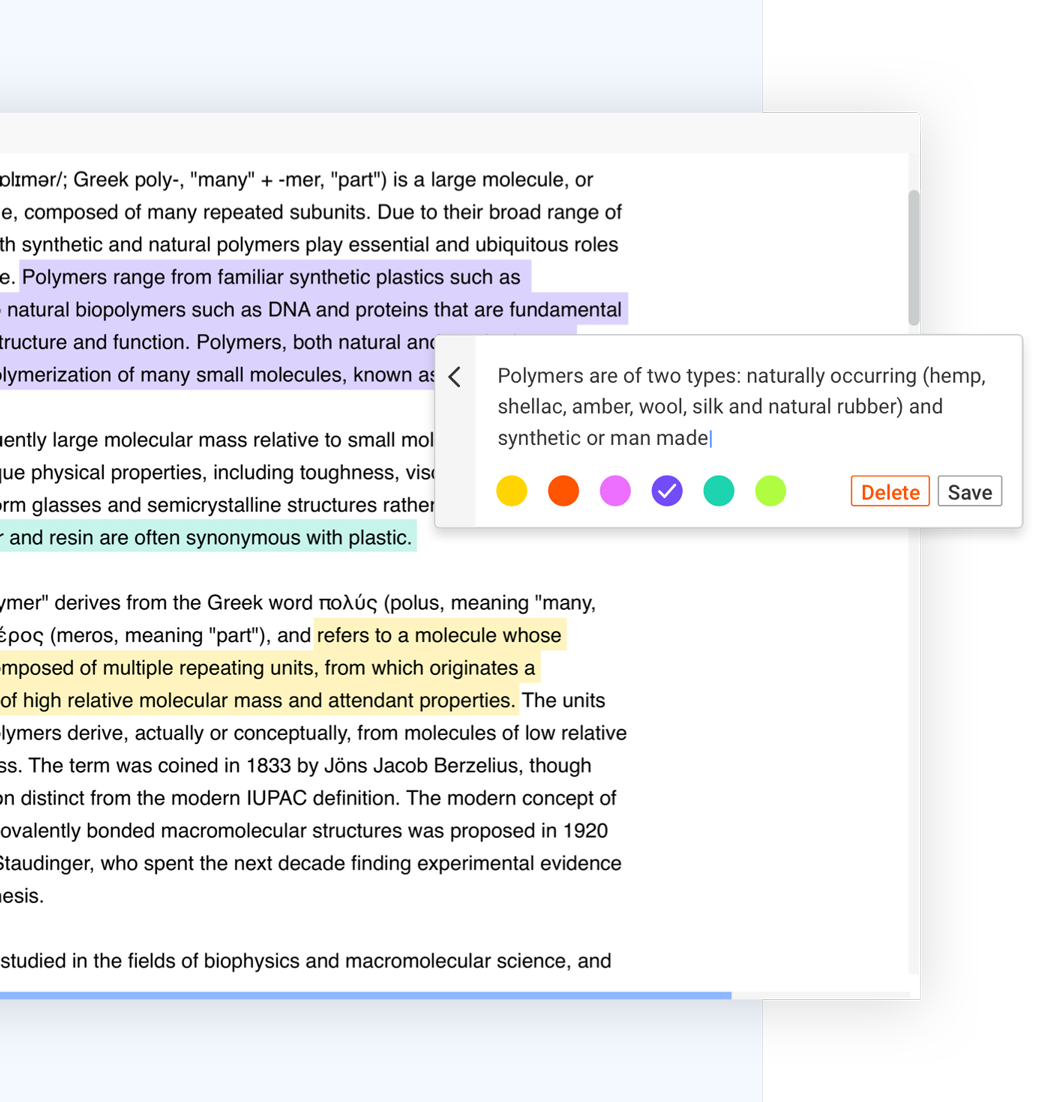 ɒlɪmər/; Greek poly-, "many" + -mer, "part") is a large molecule, or
e, composed of many repeated subunits. Due to their broad range of
th synthetic and natural polymers play essential and ubiquitous roles
e. Polymers range from familiar synthetic plastics such as
natural biopolymers such as DNA and proteins that are fundamental
tructure and function. Polymers, both natural and
olymerization of many small molecules, known as
Polymers are of two types: naturally occurring (hemp,
shellac, amber, wool, silk and natural rubber) and
synthetic or man made
Delete Save
uently large molecular mass relative to small mol
que physical properties, including toughness, visc
orm glasses and semicrystalline structures rather
r and resin are often synonymous with plastic.
ymer" derives from the Greek word πολύς (polus, meaning "many,
έρος (meros, meaning "part"), and refers to a molecule whose
omposed of multiple repeating units, from which originates a
of high relative molecular mass and attendant properties. The units
olymers derive, actually or conceptually, from molecules of low relative
ss. The term was coined in 1833 by Jöns Jacob Berzelius, though
on distinct from the modern IUPAC definition. The modern concept of
ovalently bonded macromolecular structures was proposed in 1920
Staudinger, who spent the next decade finding experimental evidence
nesis.
studied in the fields of biophysics and macromolecular science, and